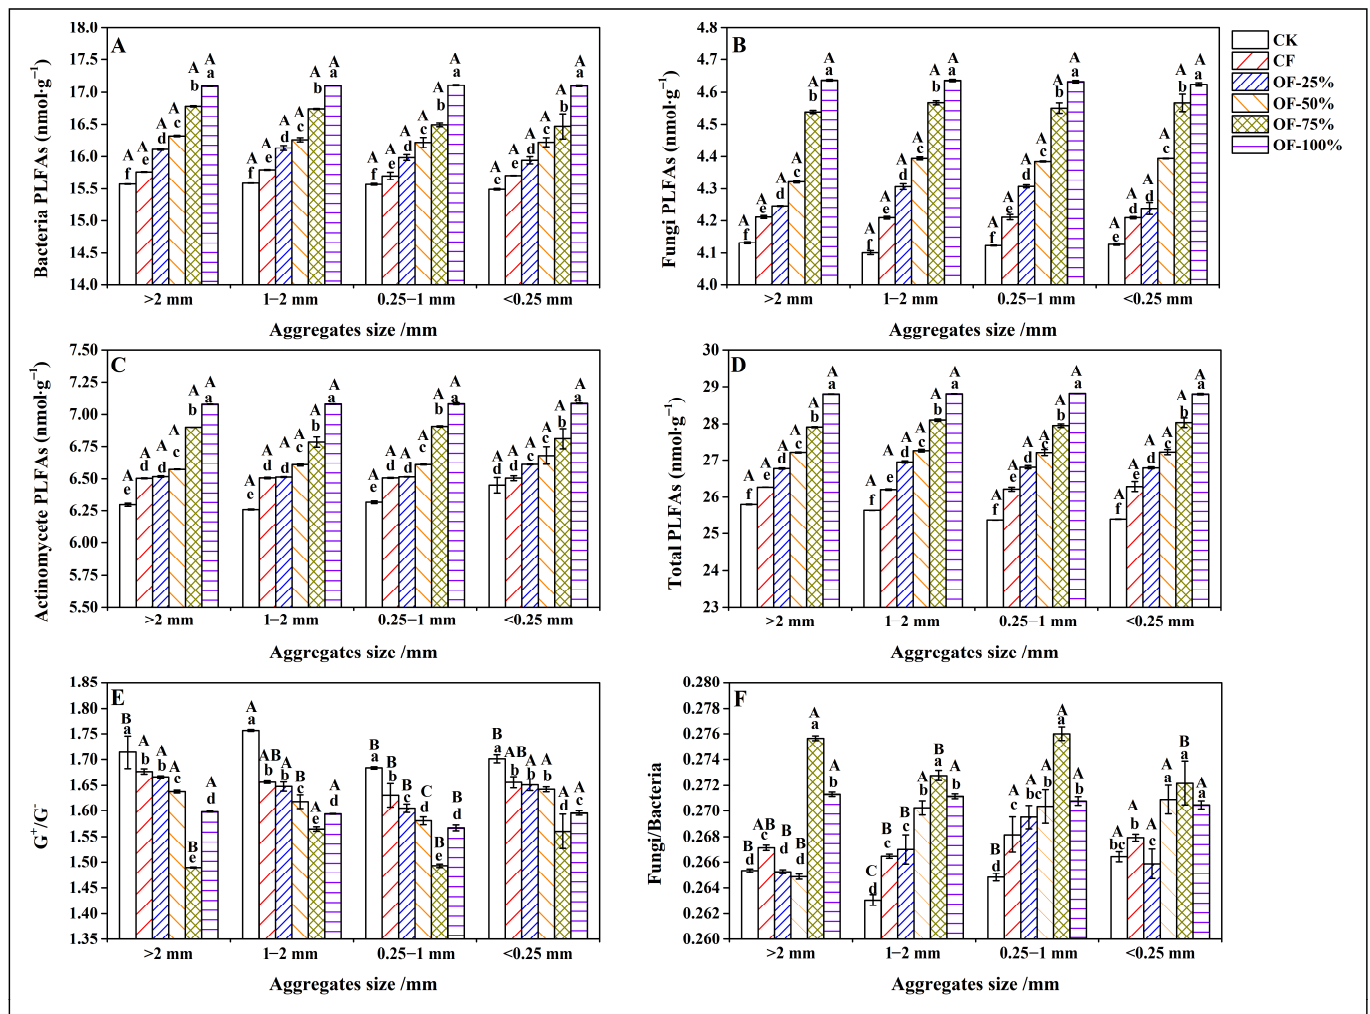 A
Bacteria PLFAs (nmol·g⁻¹)
18.0
17.5
17.0
16.5
16.0
15.5
15.0
14.5
14.0
A f A e A d A c A b A a
A f A e A d A c A b A a
A f A e A d A c A b A a
A c A e A d A c A b A a
>2 mm 1−2 mm 0.25−1 mm <0.25 mm
Aggregates size /mm
B
Fungi PLFAs (nmol·g⁻¹)
4.8
4.7
4.6
4.5
4.4
4.3
4.2
4.1
4.0
A f A e A d A c A b A a
A f A e A d A c A b A a
A f A e A d A c A b A a
A e A d A d A c A b A a
>2 mm 1−2 mm 0.25−1 mm <0.25 mm
Aggregates size /mm
CK
CF
OF-25%
OF-50%
OF-75%
OF-100%
C
Actinomycete PLFAs (nmol·g⁻¹)
7.50
7.25
7.00
6.75
6.50
6.25
6.00
5.75
5.50
A e A d A d A c A b A a
A e A d A d A c A b A a
A e A d A d A c A b A a
A d A d A c A c A b A a
>2 mm 1−2 mm 0.25−1 mm <0.25 mm
Aggregates size /mm
D
Total PLFAs (nmol·g⁻¹)
30
29
28
27
26
25
24
23
A f A e A d A c A b A a
A f A e A d A c A b A a
A f A e A d A c A b A a
A f A e A d A c A b A a
>2 mm 1−2 mm 0.25−1 mm <0.25 mm
Aggregates size /mm
E
G⁺/G⁻
1.85
1.80
1.75
1.70
1.65
1.60
1.55
1.50
1.45
1.40
1.35
B a A b A b A c B e A d
A a AB b A b B c A e A d
B a B b B c C d B e B d
B a AB b AB b A b A d A c
>2 mm 1−2 mm 0.25−1 mm <0.25 mm
Aggregates size /mm
F
Fungi/Bacteria
0.280
0.278
0.276
0.274
0.272
0.270
0.268
0.266
0.264
0.262
0.260
B d AB c B d B d A a A b
C d B c B c A b B a A b
B d A c A bc A b A a A b
A bc A b A c A a B a A a
>2 mm 1−2 mm 0.25−1 mm <0.25 mm
Aggregates size /mm